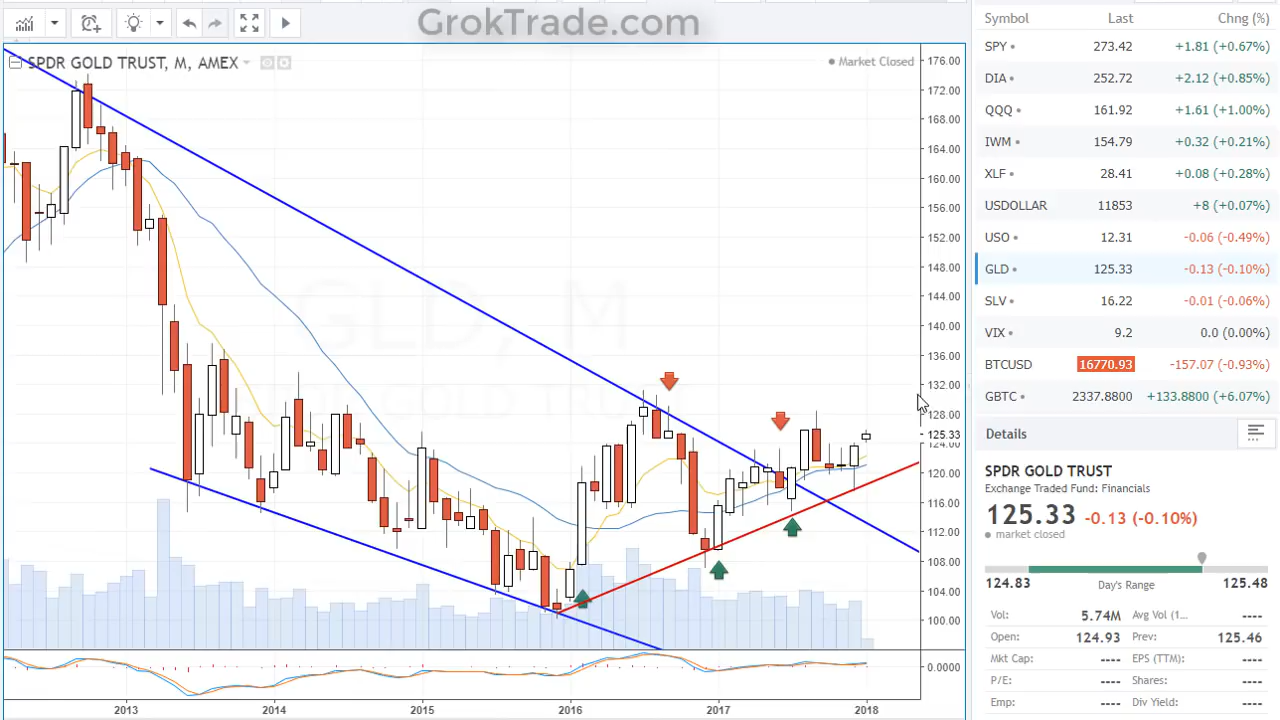 GrokTrade.com
SPDR GOLD TRUST, M, AMEX
Market Closed
GLD, M
176.00
172.00
168.00
164.00
160.00
156.00
152.00
148.00
144.00
140.00
136.00
132.00
128.00
125.33
124.00
120.00
116.00
112.00
108.00
104.00
100.00
0.0000
2013 2014 2015 2016 2017 2018
Symbol Last Chng (%)
SPY 273.42 +1.81 (+0.67%)
DIA 252.72 +2.12 (+0.85%)
QQQ 161.92 +1.61 (+1.00%)
IWM 154.79 +0.32 (+0.21%)
XLF 28.41 +0.08 (+0.28%)
USDOLLAR 11853 +8 (+0.07%)
USO 12.31 -0.06 (-0.49%)
GLD 125.33 -0.13 (-0.10%)
SLV 16.22 -0.01 (-0.06%)
VIX 9.2 0.0 (0.00%)
BTCUSD 16770.93 -157.07 (-0.93%)
GBTC 2337.8800 +133.8800 (+6.07%)
Details
SPDR GOLD TRUST
Exchange Traded Fund: Financials
125.33 -0.13 (-0.10%)
market closed
124.83 Day's Range 125.48
Vol: 5.74M Avg Vol (1... ----
Open: 124.93 Prev: 125.46
Mkt Cap: ---- EPS (TTM): ----
P/E: ---- Shares: ----
Emp: ---- Div Yield: ----